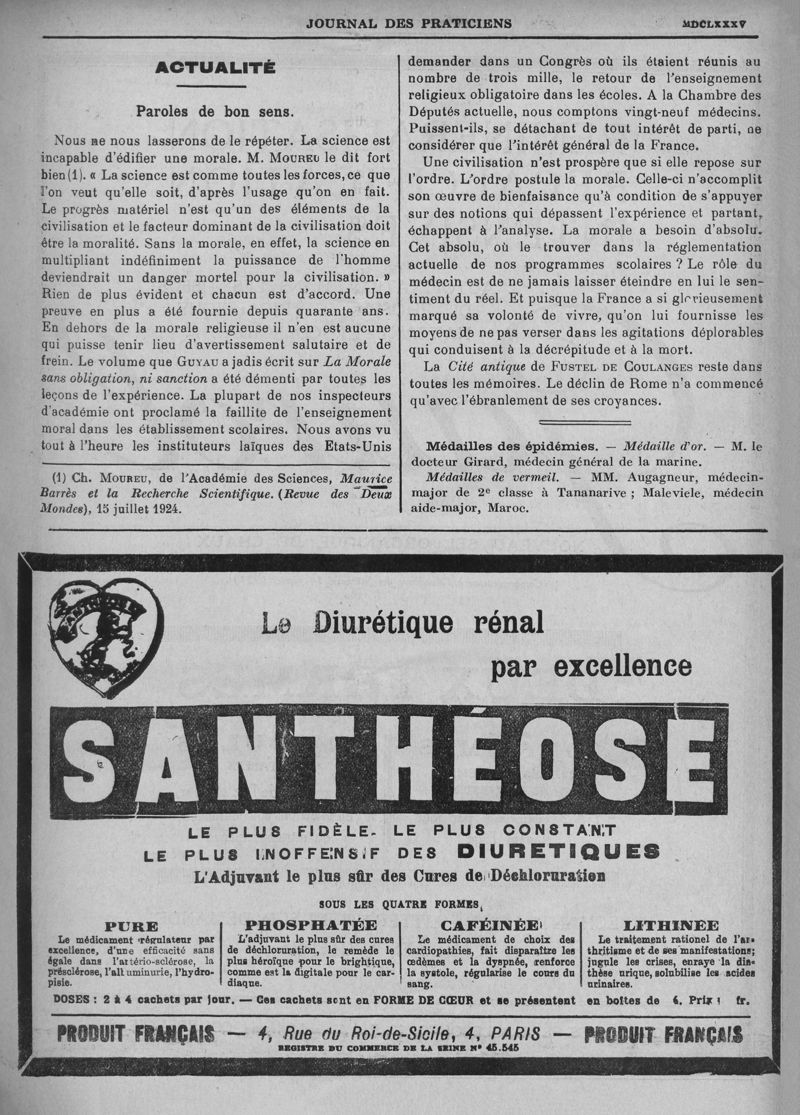 JOURNAL DES PRATICIENS
MDCLXXXV
ACTUALITÉ
Paroles de bon sens.
Nous ne nous lasserons de le répéter. La science est
incapable d'édifier une morale. M. MOUREU le dit fort
bien (1). « La science est comme toutes les forces, ce que
l'on veut qu'elle soit, d'après l'usage qu'on en fait.
Le progrès matériel n'est qu'un des éléments de la
civilisation et le facteur dominant de la civilisation doit
être la moralité. Sans la morale, en effet, la science en
multipliant indéfiniment la puissance de l'homme
deviendrait un danger mortel pour la civilisation. »
Rien de plus évident et chacun est d'accord. Une
preuve en plus a été fournie depuis quarante ans.
En dehors de la morale religieuse il n'en est aucune
qui puisse tenir lieu d'avertissement salutaire et de
frein. Le volume que GUYAU a jadis écrit sur La Morale
sans obligation, ni sanction a été démenti par toutes les
leçons de l'expérience. La plupart de nos inspecteurs
d'académie ont proclamé la faillite de l'enseignement
moral dans les établissement scolaires. Nous avons vu
tout à l'heure les instituteurs laïques des Etats-Unis
(1) Ch. MOUREU, de l'Académie des Sciences, Maurice
Barrès et la Recherche Scientifique. (Revue des Deux
Mondes), 15 juillet 1924.
demander dans un Congrès où ils étaient réunis au
nombre de trois mille, le retour de l'enseignement
religieux obligatoire dans les écoles. A la Chambre des
Députés actuelle, nous comptons vingt-neuf médecins.
Puissent-ils, se détachant de tout intérêt de parti, ne
considérer que l'intérêt général de la France.
Une civilisation n'est prospère que si elle repose sur
l'ordre. L'ordre postule la morale. Celle-ci n'accomplit
son œuvre de bienfaisance qu'à condition de s'appuyer
sur des notions qui dépassent l'expérience et partant,
échappent à l'analyse. La morale a besoin d'absolu.
Cet absolu, où le trouver dans la réglementation
actuelle de nos programmes scolaires ? Le rôle du
médecin est de ne jamais laisser éteindre en lui le sen-
timent du réel. Et puisque la France a si glorieusement
marqué sa volonté de vivre, qu'on lui fournisse les
moyens de ne pas verser dans les agitations déplorables
qui conduisent à la décrépitude et à la mort.
La Cité antique de FUSTEL DE COULANGES reste dans
toutes les mémoires. Le déclin de Rome n'a commencé
qu'avec l'ébranlement de ses croyances.
Médailles des épidémies. — Médaille d'or. — M. le
docteur Girard, médecin général de la marine.
Médailles de vermeil. — MM. Augagneur, médecin-
major de 2e classe à Tananarive ; Maleviele, médecin
aide-major, Maroc.
Le Diurétique rénal
par excellence
SANTHÉOSE
LE PLUS FIDÈLE - LE PLUS CONSTANT
LE PLUS INOFFENSIF DES DIURETIQUES
L'Adjuvant le plus sûr des Cures de Déchloruration
SOUS LES QUATRE FORMES
PURE
Le médicament régulateur par
excellence, d'une efficacité sans
égale dans l'artério-sclérose, la
présclérose, l'albuminurie, l'hydro-
pisie.
PHOSPHATÉE
L'adjuvant le plus sûr des cures
de déchloruration, le remède le
plus héroïque pour le brightique,
comme est la digitale pour le car-
diaque.
CAFÉINÉE
Le médicament de choix des
cardiopathies, fait disparaître les
œdèmes et la dyspnée, renforce
la systole, régularise le cours du
sang.
LITHINEE
Le traitement rationel de l'ar-
thritisme et de ses manifestations;
jugule les crises, enraye la dia-
thèse urique, solubilise les acides
urinaires.
DOSES : 2 à 4 cachets par jour. — Ces cachets sont en FORME DE CŒUR et se présentent en boîtes de Prix fr.
PRODUIT FRANÇAIS — 4, Rue du Roi-de-Sicile, 4, PARIS — PRODUIT FRANÇAIS
REGISTRE DU COMMERCE DE LA SEINE N° 45.545